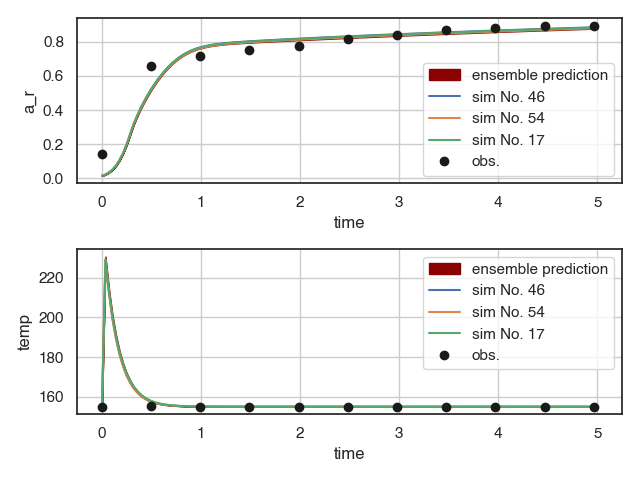 0.8
0.6
0.4
0.2
0.0
a_r
ensemble prediction
sim No. 46
sim No. 54
sim No. 17
obs.
0 1 2 3 4 5
time
220
200
180
160
temp
ensemble prediction
sim No. 46
sim No. 54
sim No. 17
obs.
0 1 2 3 4 5
time